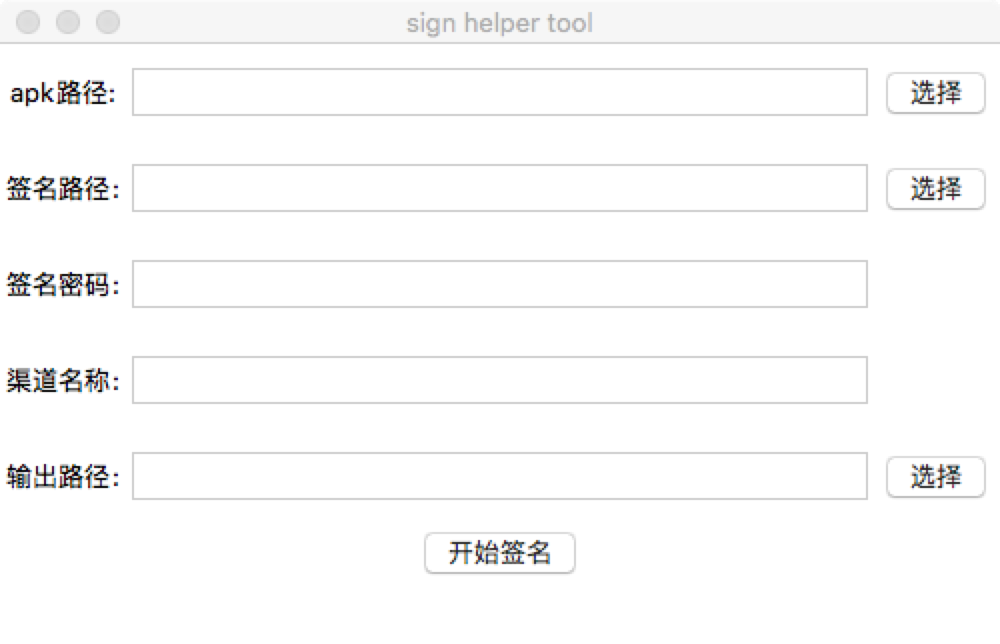 sign helper tool
apk路径: 选择
签名路径: 选择
签名密码:
渠道名称:
输出路径: 选择
开始签名